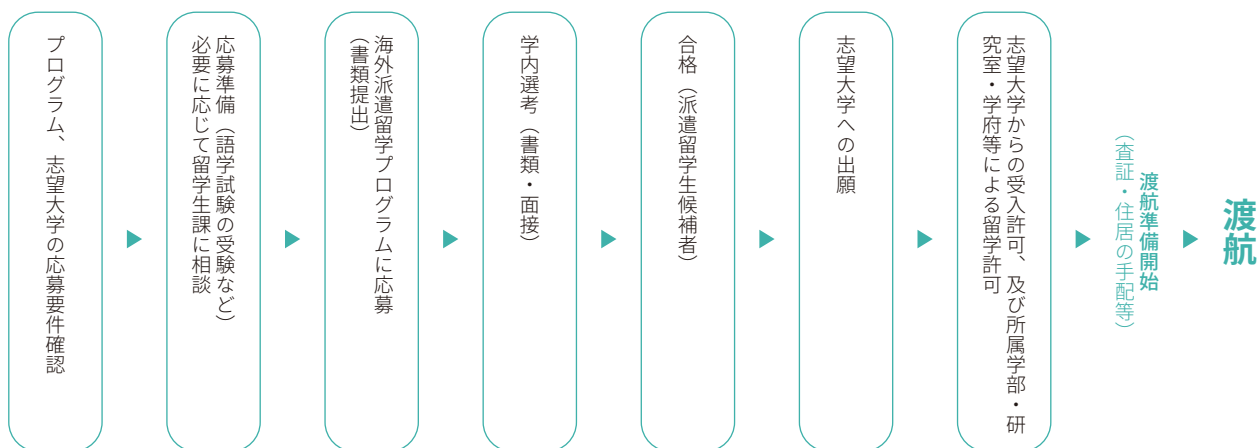 プログラム、志望大学の応募要件確認
応募準備（語学試験の受験など）
必要に応じて留学生課に相談
海外派遣留学プログラムに応募
（書類提出）
学内選考（書類・面接）
合格（派遣留学生候補者）
志望大学への出願
志望大学からの受入許可、及び所属学部・研
究室・学府等による留学許可
渡航準備開始
（査証・住居の手配等）
渡航